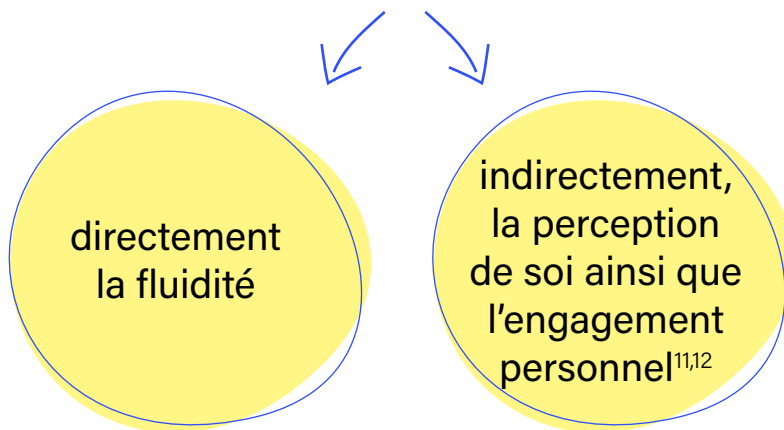 directement
la fluidité
indirectement,
la perception
de soi ainsi que
l'engagement
personnel11,12